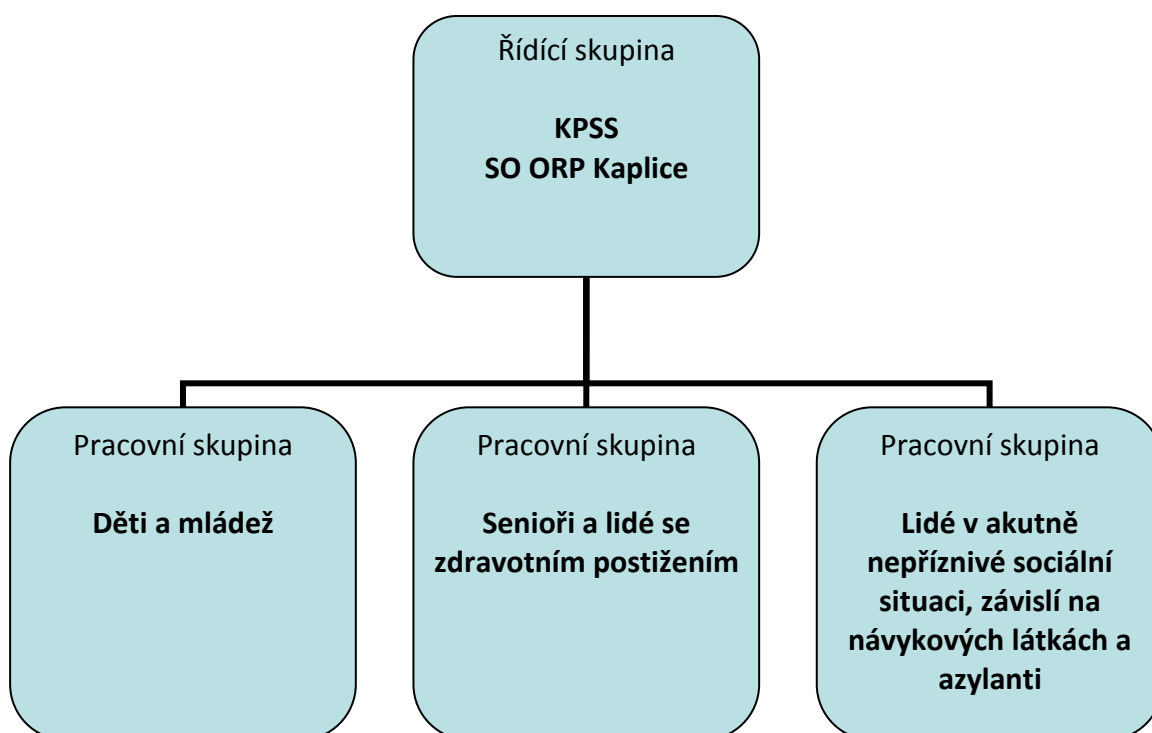 Řídící skupina
KPSS
SO ORP Kaplice
Pracovní skupina
Děti a mládež
Pracovní skupina
Senioři a lidé se
zdravotním postižením
Pracovní skupina
Lidé v akutně
nepříznivé sociální
situaci, závislí na
návykových látkách a
azylanti